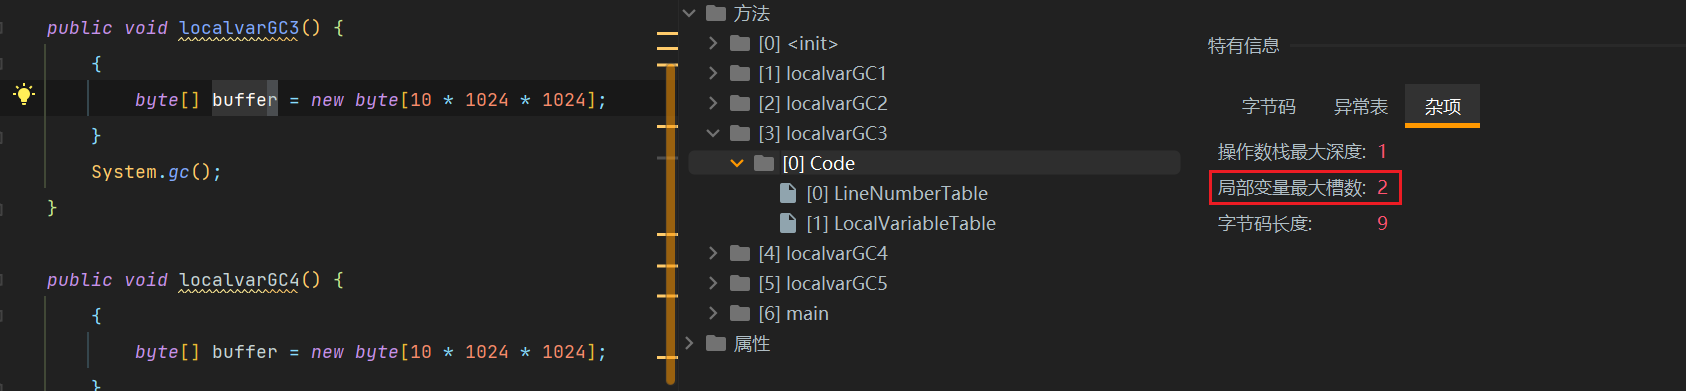 public void localvarGC3() {
{
byte[] buffer = new byte[10 * 1024 * 1024];
}
System.gc();
}
public void localvarGC4() {
{
byte[] buffer = new byte[10 * 1024 * 1024];
}
方法
[0] <init>
[1] localvarGC1
[2] localvarGC2
[3] localvarGC3
[0] Code
[0] LineNumberTable
[1] LocalVariableTable
[4] localvarGC4
[5] localvarGC5
[6] main
属性
特有信息
字节码 异常表 杂项
操作数栈最大深度: 1
局部变量最大槽数: 2
字节码长度: 9